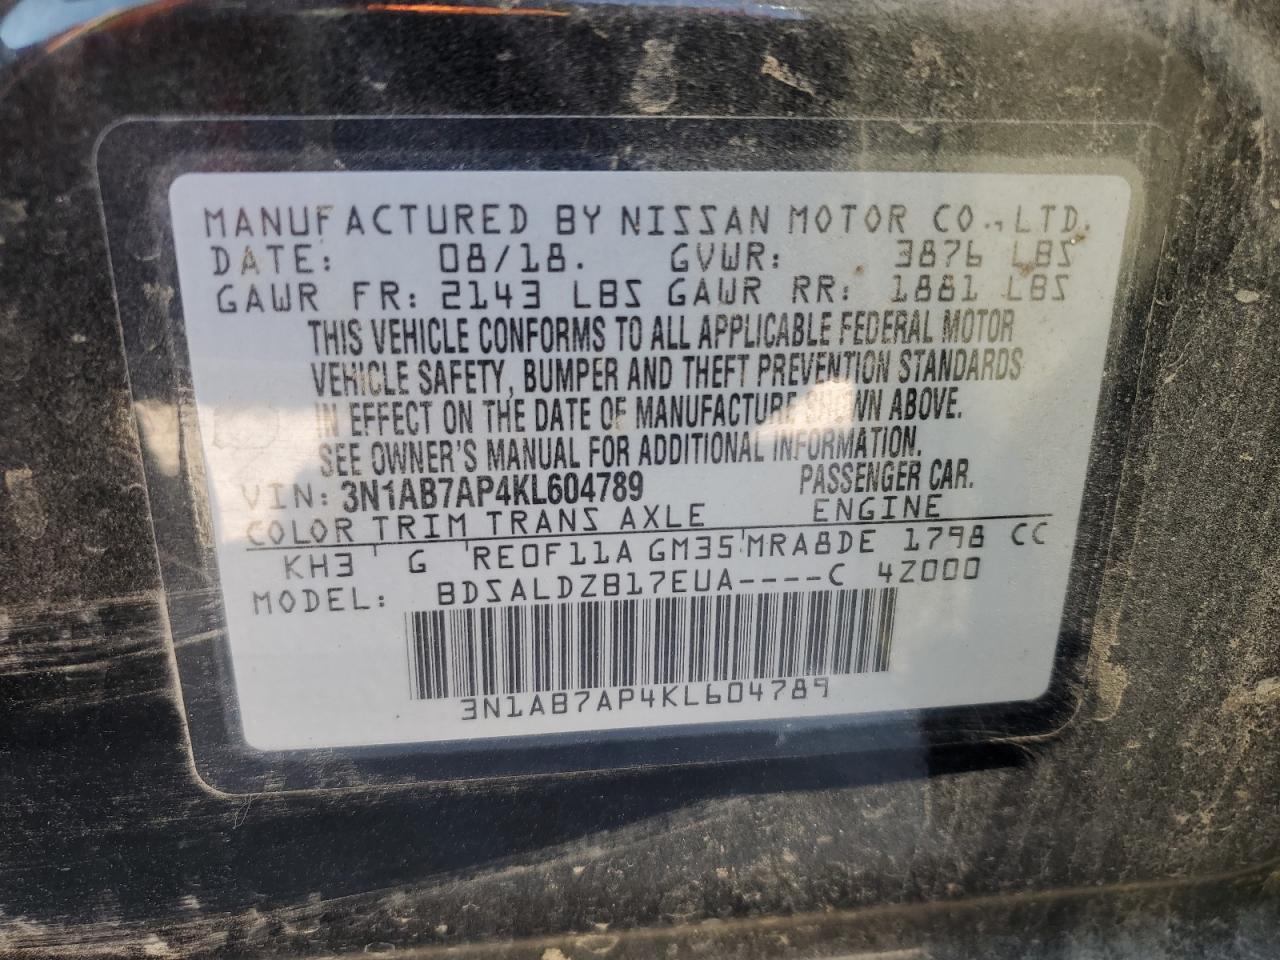 MANUFACTURED BY NISSAN MOTOR CO., LTD.
DATE: 08/18. GVWR: 3876 LBS
GAWR FR: 2143 LBS GAWR RR: 1881 LBS
THIS VEHICLE CONFORMS TO ALL APPLICABLE FEDERAL MOTOR
VEHICLE SAFETY, BUMPER AND THEFT PREVENTION STANDARDS
IN EFFECT ON THE DATE OF MANUFACTURE SHOWN ABOVE.
SEE OWNER'S MANUAL FOR ADDITIONAL INFORMATION.
VIN: 3N1AB7AP4KL604789 PASSENGER CAR.
COLOR TRIM TRANS AXLE ENGINE
KH3 G RE0F11A GM35 MRA8DE 1798 CC
MODEL: BDSALDZB17EUA----C 4Z000
3N1AB7AP4KL604789